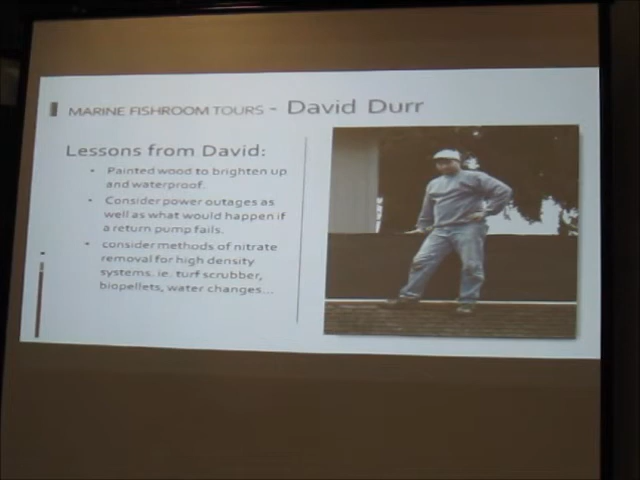 MARINE FISHROOM TOURS - David Durr
Lessons from David:
• Painted wood to brighten up
and waterproof.
• Consider power outages as
well as what would happen if
a return pump fails.
• consider methods of nitrate
removal for high density
systems. ie. turf scrubber,
biopellets, water changes...